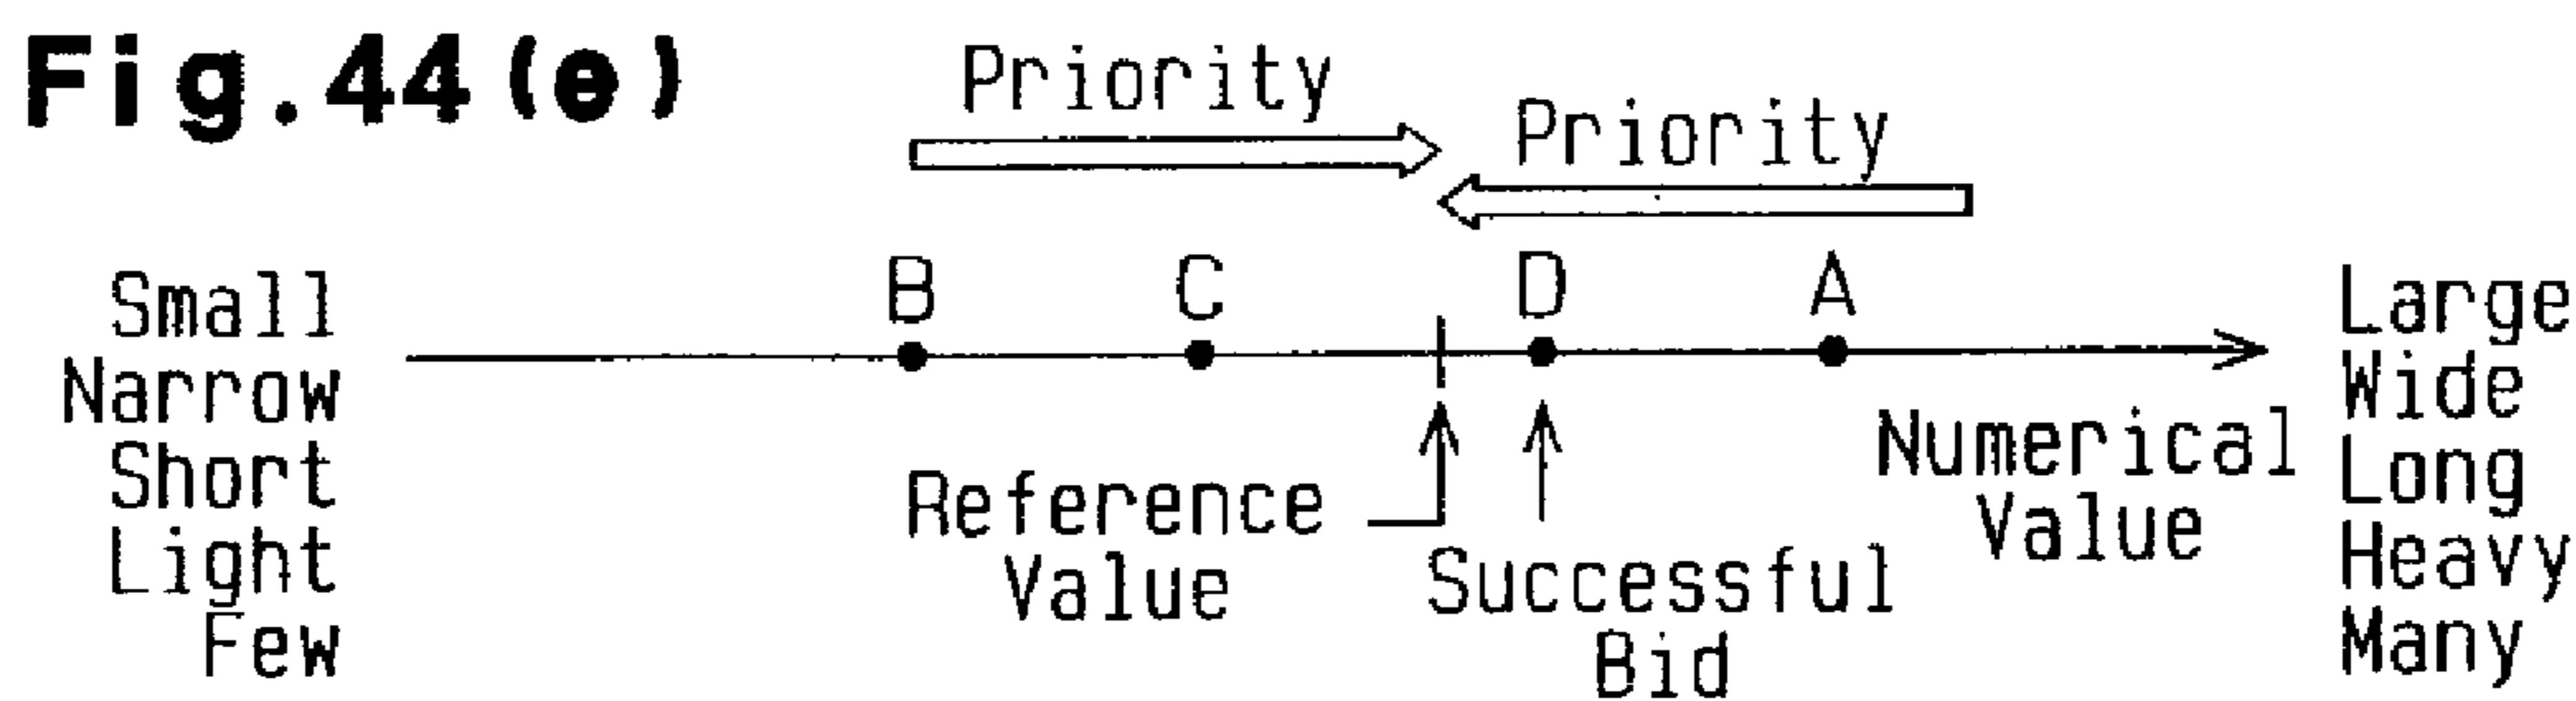 Fig.44(e)
Priority
Priority
B C D A
Small
Narrow
Short
Light
Few
Reference
Value
Successful
Bid
Numerical
Value
Large
Wide
Long
Heavy
Many